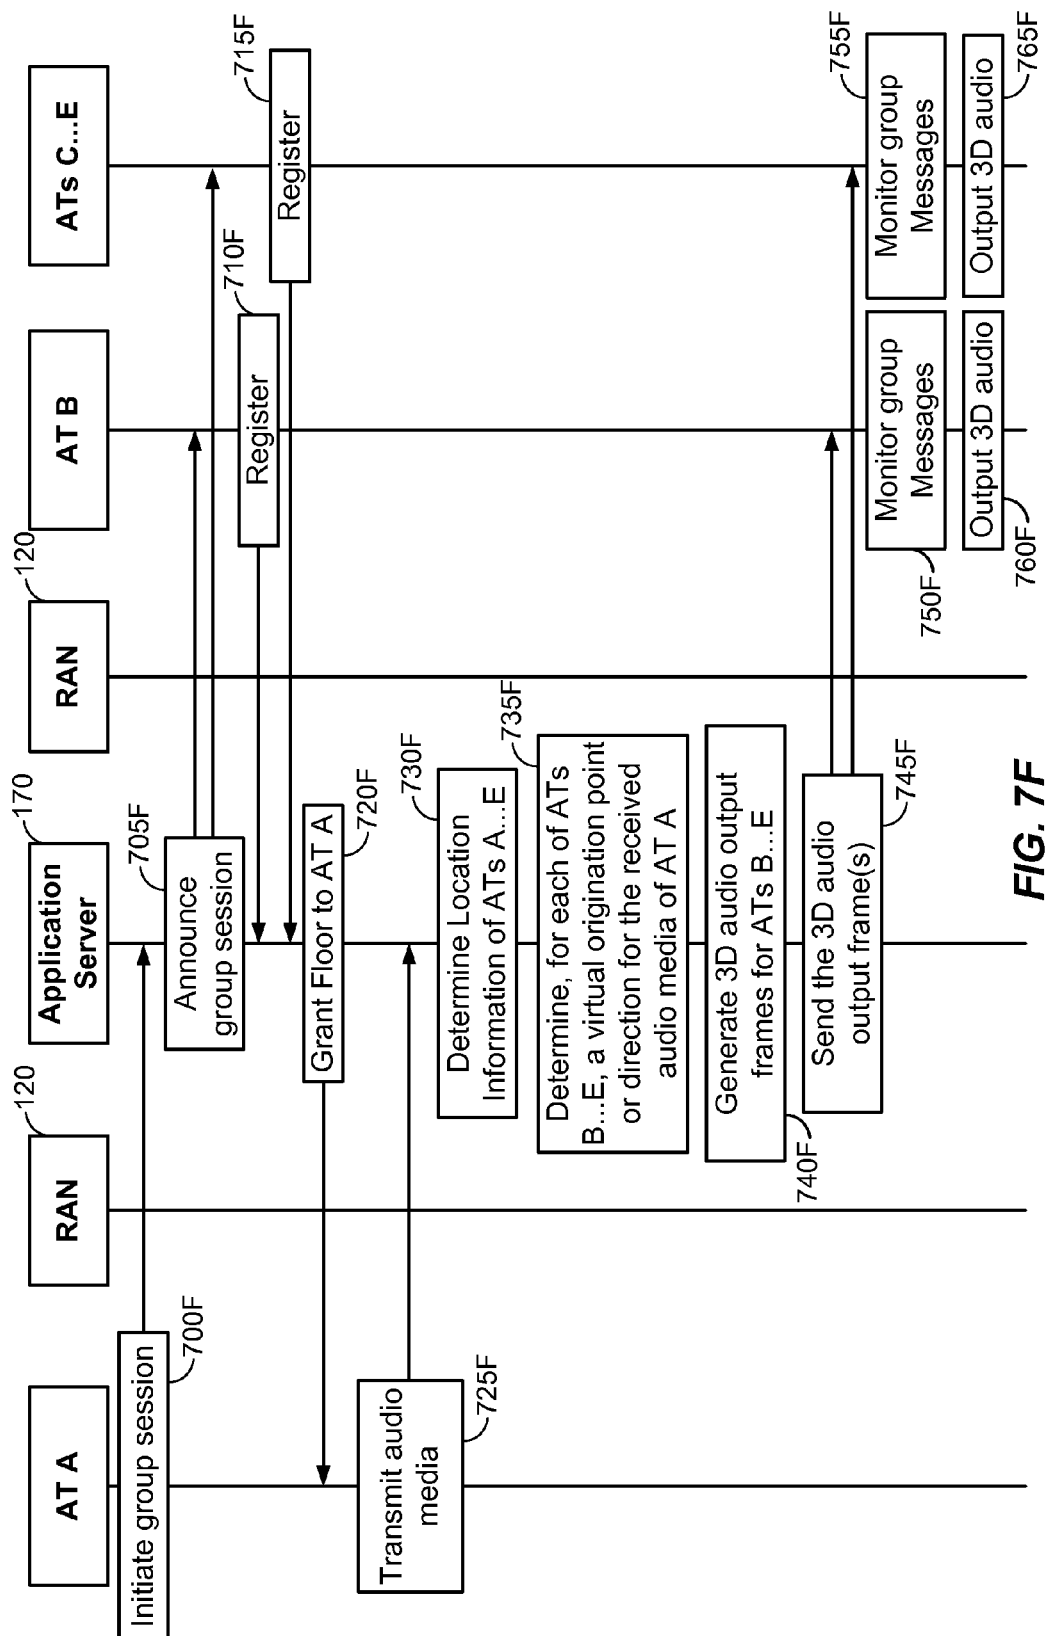 AT A
RAN
120
Application
Server
170
RAN
120
AT B
ATs C...E
Initiate group session
700F
Announce
group session
705F
Register
710F
Register
715F
Grant Floor to AT A
720F
Transmit audio
media
725F
Determine Location
Information of ATs A...E
730F
Determine, for each of ATs
B...E, a virtual origination point
or direction for the received
audio media of AT A
735F
Generate 3D audio output
frames for ATs B...E
740F
Send the 3D audio
output frame(s)
745F
Monitor group
Messages
750F
Monitor group
Messages
755F
Output 3D audio
760F
Output 3D audio
765F
FIG. 7F